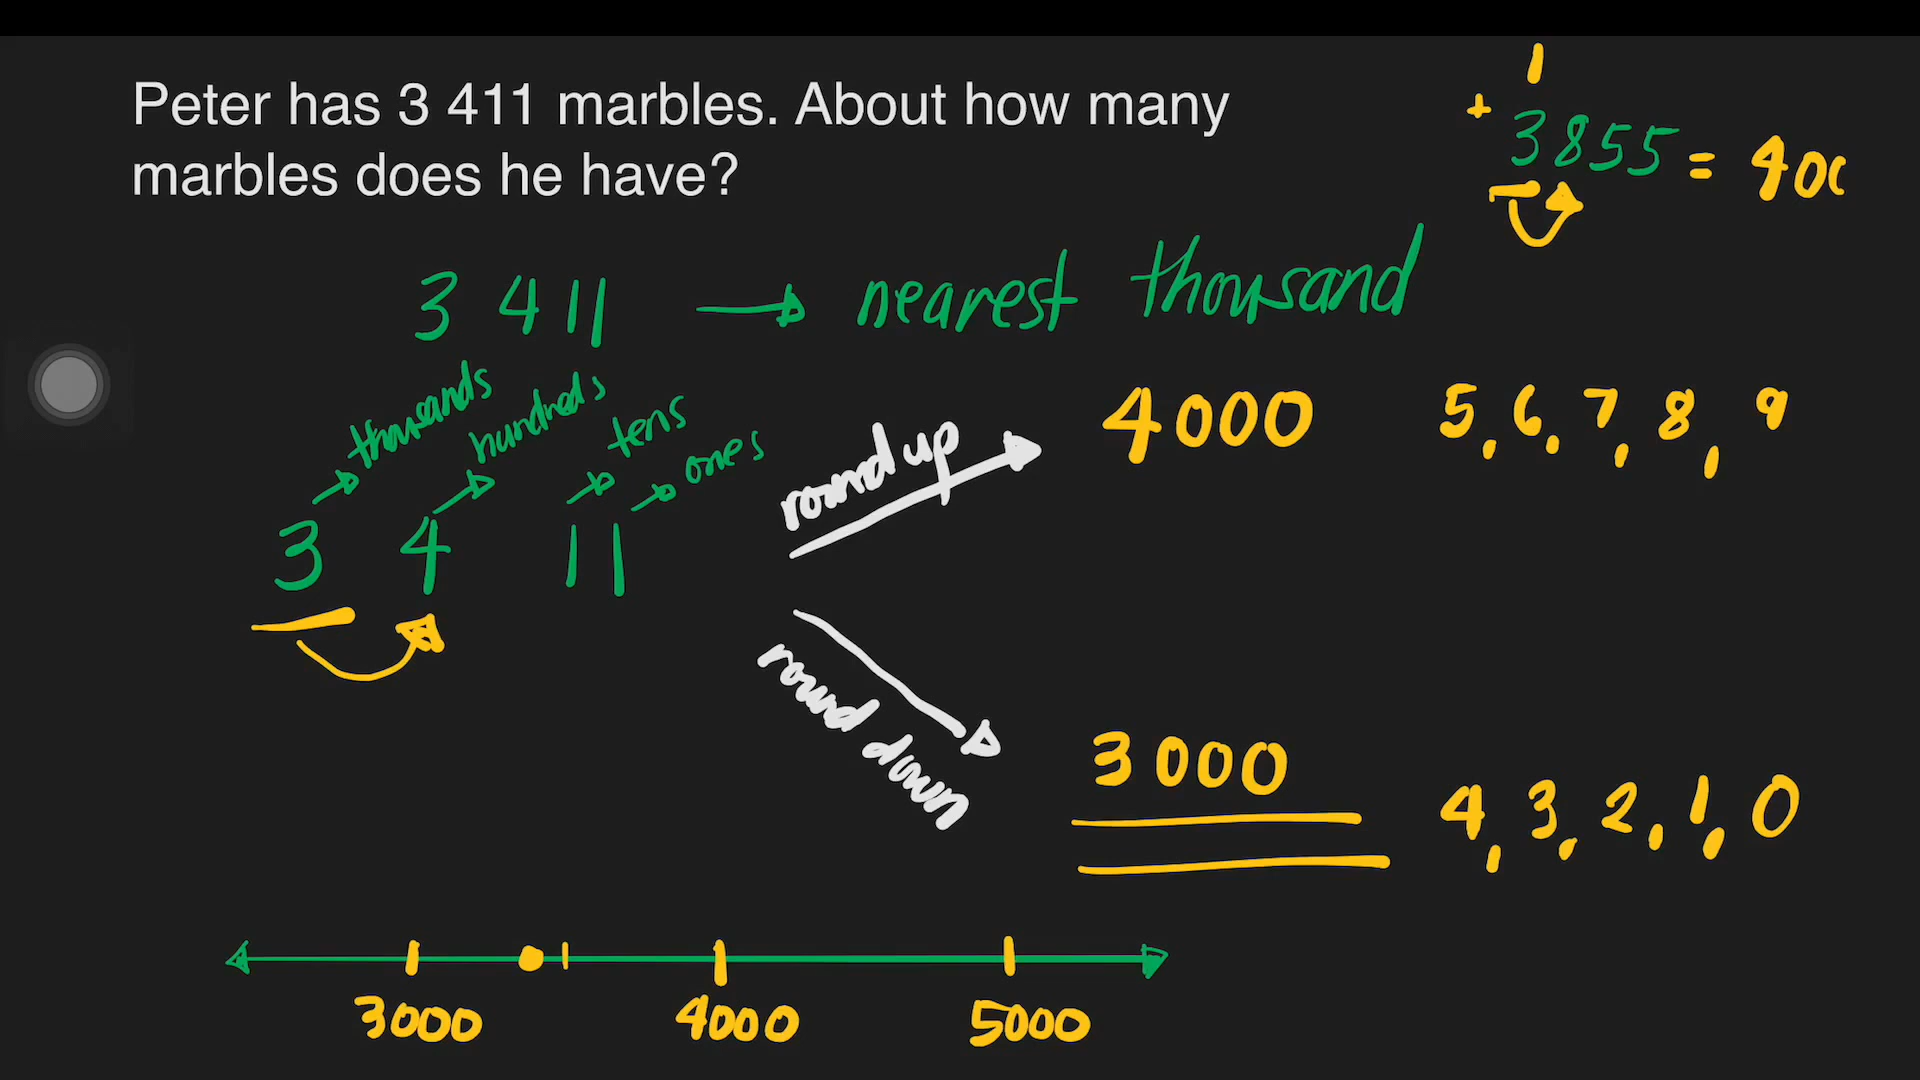 Peter has 3 411 marbles. About how many
marbles does he have?
1
+ 3855 = 400
3 411 → nearest thousand
thousands
hundreds
tens
ones
3 4 11
round up
4000
5, 6, 7, 8, 9
round down
3000
4, 3, 2, 1, 0
3000 4000 5000